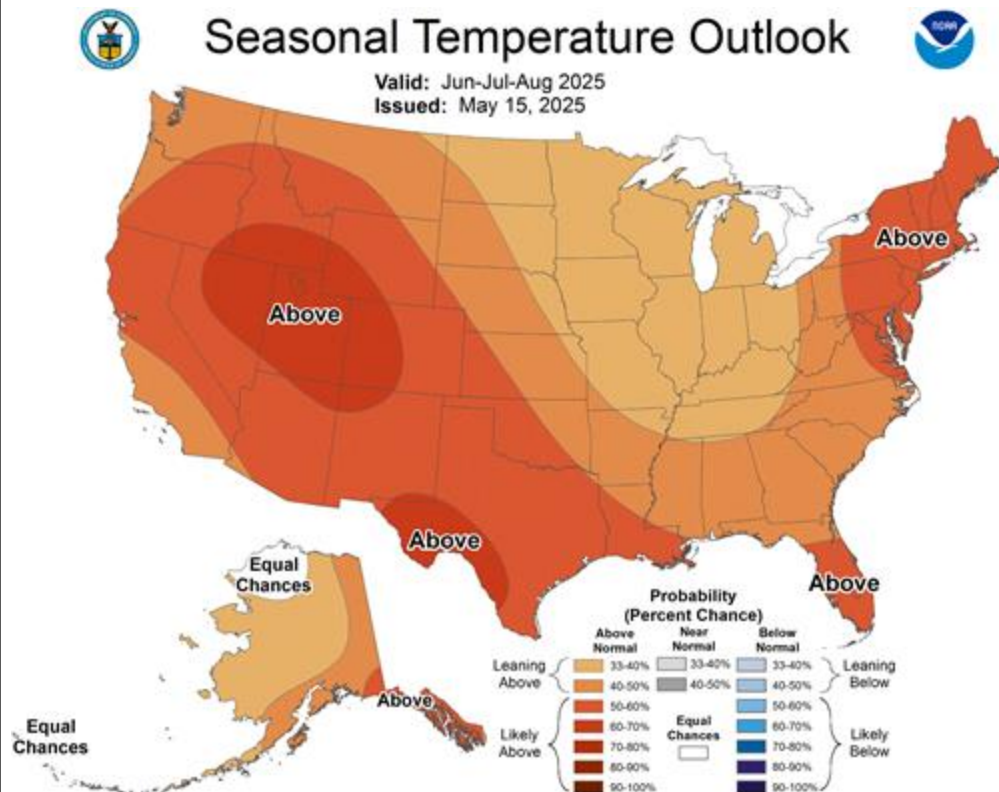 Seasonal Temperature Outlook
NOAA
Valid: Jun-Jul-Aug 2025
Issued: May 15, 2025
Above
Above
Above
Above
Equal
Chances
Above
Equal
Chances
Probability
(Percent Chance)
Above
Normal
Near
Normal
Below
Normal
Leaning
Above
33-40%
40-50%
33-40%
40-50%
33-40%
40-50%
Leaning
Below
Likely
Above
50-60%
60-70%
70-80%
80-90%
90-100%
Equal
Chances
50-60%
60-70%
70-80%
80-90%
90-100%
Likely
Below